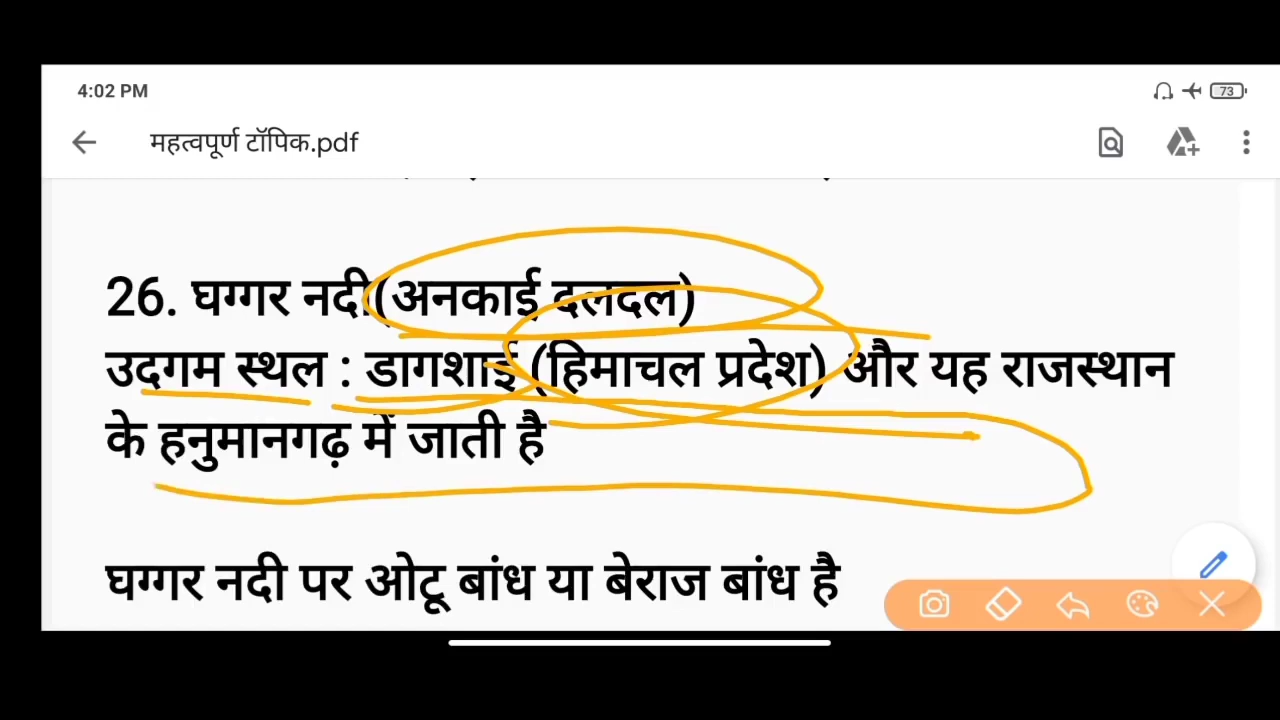 4:02 PM
73
महत्वपूर्ण टॉपिक.pdf
26. घग्गर नदी(अनकाई दलदल)
उदगम स्थल : डागशाई (हिमाचल प्रदेश) और यह राजस्थान
के हनुमानगढ़ में जाती है
घग्गर नदी पर ओटू बांध या बेराज बांध है